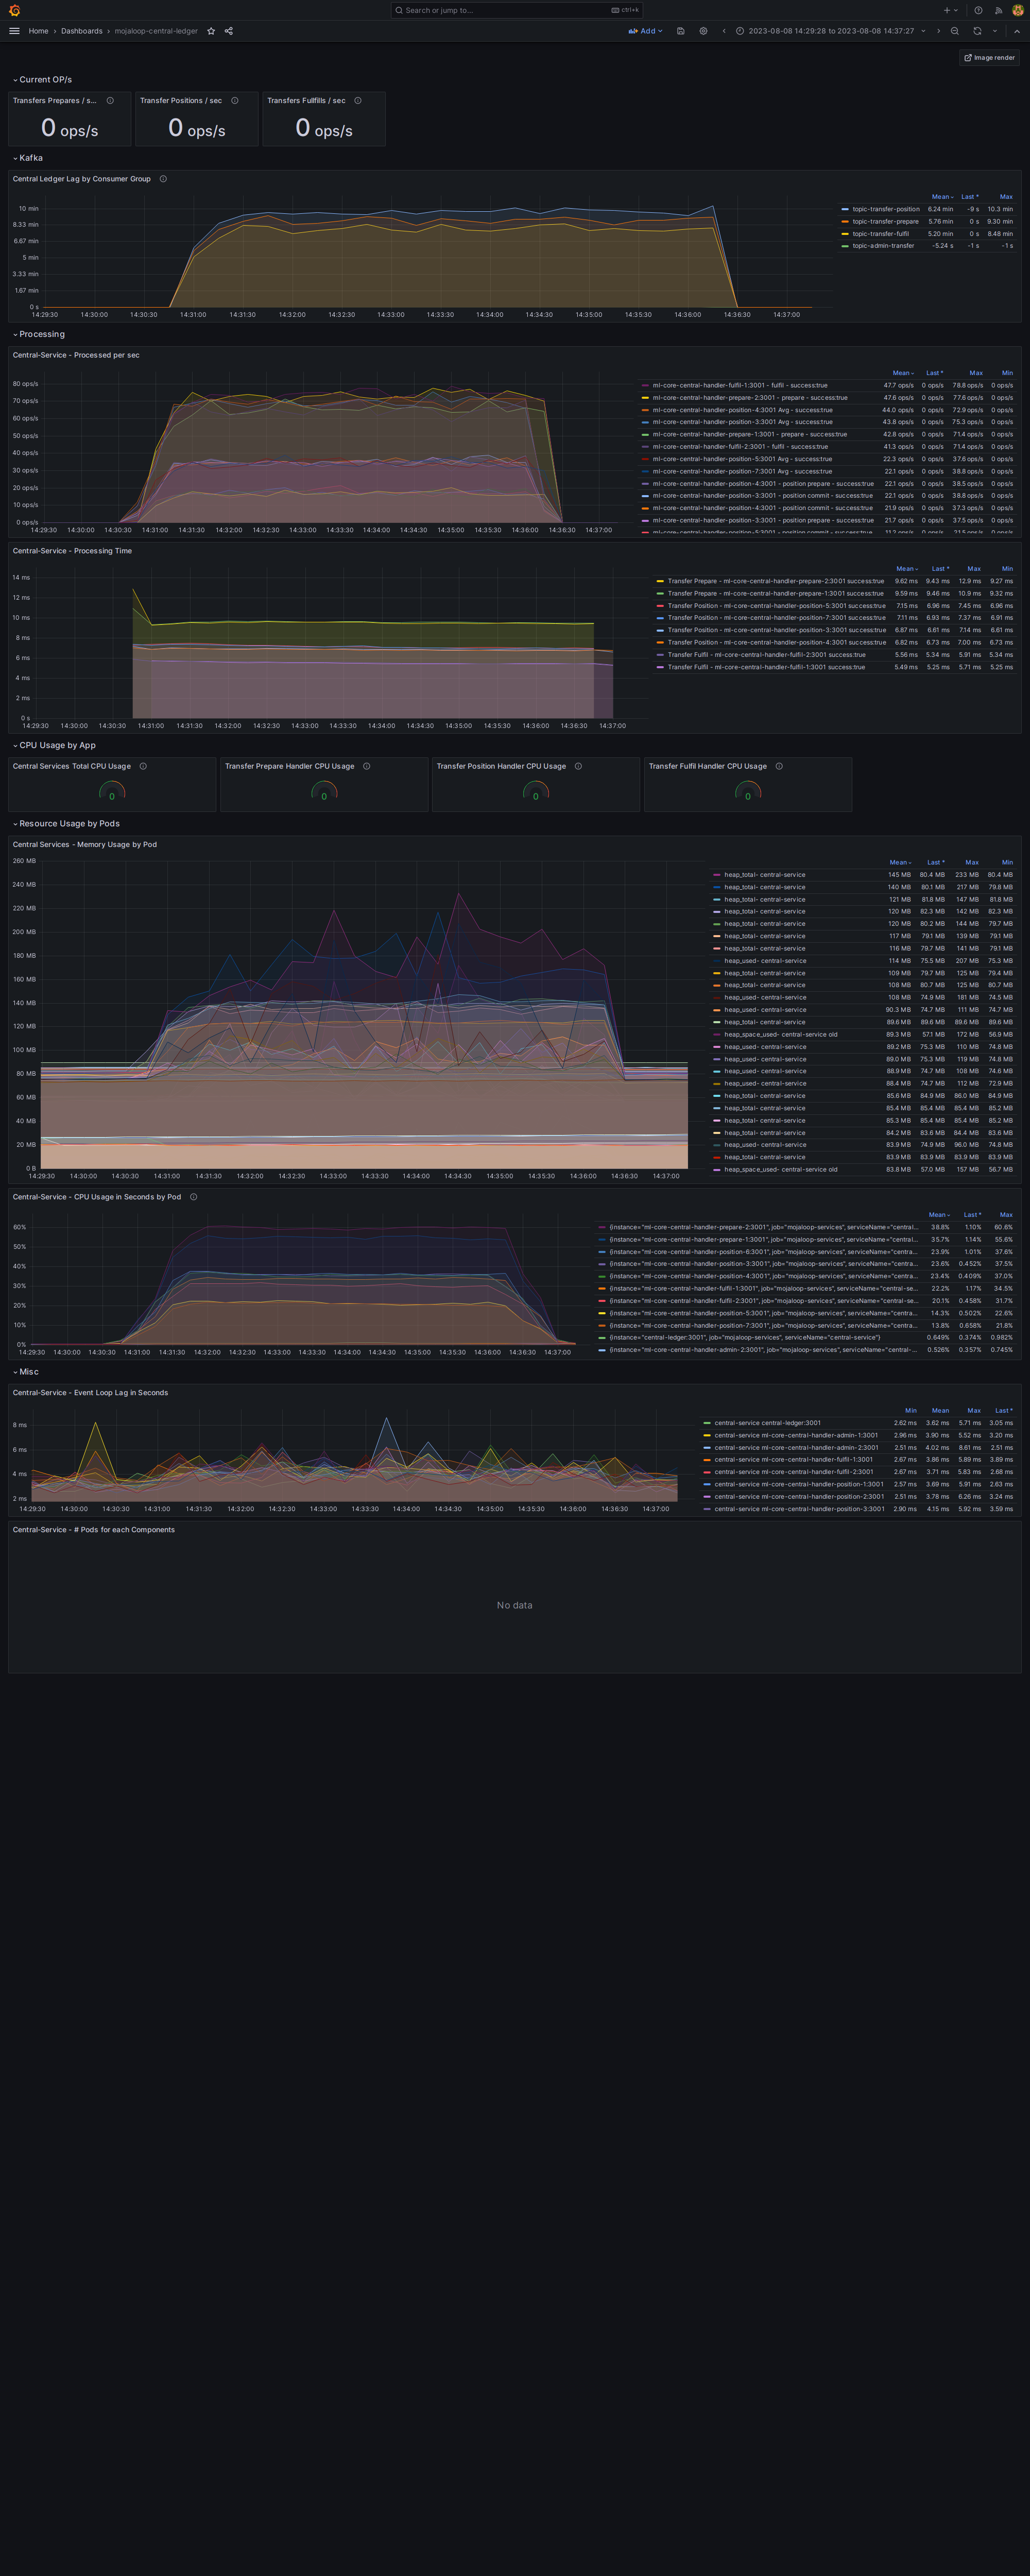 Search or jump to...
ctrl+k
Home › Dashboards › mojaloop-central-ledger
Add
2023-08-08 14:29:28 to 2023-08-08 14:37:27
Image render
Current OP/s
Transfers Prepares / s...
Transfer Positions / sec
Transfers Fullfills / sec
0 ops/s
0 ops/s
0 ops/s
Kafka
Central Ledger Lag by Consumer Group
Mean Last * Max
topic-transfer-position 6.24 min -9 s 10.3 min
topic-transfer-prepare 5.76 min 0 s 9.30 min
topic-transfer-fulfil 5.20 min 0 s 8.48 min
topic-admin-transfer -5.24 s -1 s -1 s
10 min
8.33 min
6.67 min
5 min
3.33 min
1.67 min
0 s
14:29:30 14:30:00 14:30:30 14:31:00 14:31:30 14:32:00 14:32:30 14:33:00 14:33:30 14:34:00 14:34:30 14:35:00 14:35:30 14:36:00 14:36:30 14:37:00
Processing
Central-Service - Processed per sec
Mean Last * Max Min
ml-core-central-handler-fulfil-1:3001 - fulfil - success:true 47.7 ops/s 0 ops/s 78.8 ops/s 0 ops/s
ml-core-central-handler-prepare-2:3001 - prepare - success:true 47.6 ops/s 0 ops/s 77.6 ops/s 0 ops/s
ml-core-central-handler-position-4:3001 Avg - success:true 44.0 ops/s 0 ops/s 72.9 ops/s 0 ops/s
ml-core-central-handler-position-3:3001 Avg - success:true 43.8 ops/s 0 ops/s 75.3 ops/s 0 ops/s
ml-core-central-handler-prepare-1:3001 - prepare - success:true 42.8 ops/s 0 ops/s 71.4 ops/s 0 ops/s
ml-core-central-handler-fulfil-2:3001 - fulfil - success:true 41.3 ops/s 0 ops/s 71.4 ops/s 0 ops/s
ml-core-central-handler-position-5:3001 Avg - success:true 22.3 ops/s 0 ops/s 37.6 ops/s 0 ops/s
ml-core-central-handler-position-7:3001 Avg - success:true 22.1 ops/s 0 ops/s 38.8 ops/s 0 ops/s
ml-core-central-handler-position-4:3001 - position prepare - success:true 22.1 ops/s 0 ops/s 38.5 ops/s 0 ops/s
ml-core-central-handler-position-3:3001 - position commit - success:true 22.1 ops/s 0 ops/s 38.8 ops/s 0 ops/s
ml-core-central-handler-position-4:3001 - position commit - success:true 21.9 ops/s 0 ops/s 37.3 ops/s 0 ops/s
ml-core-central-handler-position-3:3001 - position prepare - success:true 21.7 ops/s 0 ops/s 37.5 ops/s 0 ops/s
ml-core-central-handler-position-5:3001 - position commit - success:true 11.2 ops/s 0 ops/s 21.5 ops/s 0 ops/s
80 ops/s
70 ops/s
60 ops/s
50 ops/s
40 ops/s
30 ops/s
20 ops/s
10 ops/s
0 ops/s
14:29:30 14:30:00 14:30:30 14:31:00 14:31:30 14:32:00 14:32:30 14:33:00 14:33:30 14:34:00 14:34:30 14:35:00 14:35:30 14:36:00 14:36:30 14:37:00
Central-Service - Processing Time
Mean Last * Max Min
Transfer Prepare - ml-core-central-handler-prepare-2:3001 success:true 9.62 ms 9.43 ms 12.9 ms 9.27 ms
Transfer Prepare - ml-core-central-handler-prepare-1:3001 success:true 9.59 ms 9.46 ms 10.9 ms 9.32 ms
Transfer Position - ml-core-central-handler-position-5:3001 success:true 7.15 ms 6.96 ms 7.45 ms 6.96 ms
Transfer Position - ml-core-central-handler-position-7:3001 success:true 7.11 ms 6.93 ms 7.37 ms 6.91 ms
Transfer Position - ml-core-central-handler-position-3:3001 success:true 6.87 ms 6.61 ms 7.14 ms 6.61 ms
Transfer Position - ml-core-central-handler-position-4:3001 success:true 6.82 ms 6.73 ms 7.00 ms 6.73 ms
Transfer Fulfil - ml-core-central-handler-fulfil-2:3001 success:true 5.56 ms 5.34 ms 5.91 ms 5.34 ms
Transfer Fulfil - ml-core-central-handler-fulfil-1:3001 success:true 5.49 ms 5.25 ms 5.71 ms 5.25 ms
14 ms
12 ms
10 ms
8 ms
6 ms
4 ms
2 ms
0 s
14:29:30 14:30:00 14:30:30 14:31:00 14:31:30 14:32:00 14:32:30 14:33:00 14:33:30 14:34:00 14:34:30 14:35:00 14:35:30 14:36:00 14:36:30 14:37:00
CPU Usage by App
Central Services Total CPU Usage
Transfer Prepare Handler CPU Usage
Transfer Position Handler CPU Usage
Transfer Fulfil Handler CPU Usage
0
0
0
0
Resource Usage by Pods
Central Services - Memory Usage by Pod
Mean Last * Max Min
heap_total- central-service 145 MB 80.4 MB 233 MB 80.4 MB
heap_total- central-service 140 MB 80.1 MB 217 MB 79.8 MB
heap_total- central-service 121 MB 81.8 MB 147 MB 81.8 MB
heap_total- central-service 120 MB 82.3 MB 142 MB 82.3 MB
heap_total- central-service 120 MB 80.2 MB 144 MB 79.7 MB
heap_total- central-service 117 MB 79.1 MB 139 MB 79.1 MB
heap_total- central-service 116 MB 79.7 MB 141 MB 79.1 MB
heap_used- central-service 114 MB 75.5 MB 207 MB 75.3 MB
heap_total- central-service 109 MB 79.7 MB 125 MB 79.4 MB
heap_total- central-service 108 MB 80.7 MB 125 MB 80.7 MB
heap_used- central-service 108 MB 74.9 MB 181 MB 74.5 MB
heap_used- central-service 90.3 MB 74.7 MB 111 MB 74.7 MB
heap_total- central-service 89.6 MB 89.6 MB 89.6 MB 89.6 MB
heap_space_used- central-service old 89.3 MB 57.1 MB 172 MB 56.9 MB
heap_used- central-service 89.2 MB 75.3 MB 110 MB 74.8 MB
heap_used- central-service 89.0 MB 75.3 MB 119 MB 74.8 MB
heap_used- central-service 88.9 MB 74.7 MB 108 MB 74.6 MB
heap_used- central-service 88.4 MB 74.7 MB 112 MB 72.9 MB
heap_total- central-service 85.6 MB 84.9 MB 86.0 MB 84.9 MB
heap_total- central-service 85.4 MB 85.4 MB 85.4 MB 85.2 MB
heap_total- central-service 85.3 MB 85.4 MB 85.4 MB 85.2 MB
heap_total- central-service 84.2 MB 83.6 MB 84.4 MB 83.6 MB
heap_used- central-service 83.9 MB 74.9 MB 96.0 MB 74.8 MB
heap_total- central-service 83.9 MB 83.9 MB 83.9 MB 83.9 MB
heap_space_used- central-service old 83.8 MB 57.0 MB 157 MB 56.7 MB
260 MB
240 MB
220 MB
200 MB
180 MB
160 MB
140 MB
120 MB
100 MB
80 MB
60 MB
40 MB
20 MB
0 B
14:29:30 14:30:00 14:30:30 14:31:00 14:31:30 14:32:00 14:32:30 14:33:00 14:33:30 14:34:00 14:34:30 14:35:00 14:35:30 14:36:00 14:36:30 14:37:00
Central-Service - CPU Usage in Seconds by Pod
Mean Last * Max
{instance="ml-core-central-handler-prepare-2:3001", job="mojaloop-services", serviceName="central... 38.8% 1.10% 60.6%
{instance="ml-core-central-handler-prepare-1:3001", job="mojaloop-services", serviceName="central... 35.7% 1.14% 55.6%
{instance="ml-core-central-handler-position-6:3001", job="mojaloop-services", serviceName="centra... 23.9% 1.01% 37.6%
{instance="ml-core-central-handler-position-3:3001", job="mojaloop-services", serviceName="centra... 23.6% 0.452% 37.5%
{instance="ml-core-central-handler-position-4:3001", job="mojaloop-services", serviceName="centra... 23.4% 0.409% 37.0%
{instance="ml-core-central-handler-fulfil-1:3001", job="mojaloop-services", serviceName="central-se... 22.2% 1.17% 34.5%
{instance="ml-core-central-handler-fulfil-2:3001", job="mojaloop-services", serviceName="central-se... 20.1% 0.458% 31.7%
{instance="ml-core-central-handler-position-5:3001", job="mojaloop-services", serviceName="centra... 14.3% 0.502% 22.6%
{instance="ml-core-central-handler-position-7:3001", job="mojaloop-services", serviceName="centra... 13.8% 0.658% 21.8%
{instance="central-ledger:3001", job="mojaloop-services", serviceName="central-service"} 0.649% 0.374% 0.982%
{instance="ml-core-central-handler-admin-2:3001", job="mojaloop-services", serviceName="central-... 0.526% 0.357% 0.745%
60%
50%
40%
30%
20%
10%
0%
14:29:30 14:30:00 14:30:30 14:31:00 14:31:30 14:32:00 14:32:30 14:33:00 14:33:30 14:34:00 14:34:30 14:35:00 14:35:30 14:36:00 14:36:30 14:37:00
Misc
Central-Service - Event Loop Lag in Seconds
Min Mean Max Last *
central-service central-ledger:3001 2.62 ms 3.62 ms 5.71 ms 3.05 ms
central-service ml-core-central-handler-admin-1:3001 2.96 ms 3.90 ms 5.52 ms 3.20 ms
central-service ml-core-central-handler-admin-2:3001 2.51 ms 4.02 ms 8.61 ms 2.51 ms
central-service ml-core-central-handler-fulfil-1:3001 2.67 ms 3.86 ms 5.89 ms 3.89 ms
central-service ml-core-central-handler-fulfil-2:3001 2.67 ms 3.71 ms 5.83 ms 2.68 ms
central-service ml-core-central-handler-position-1:3001 2.57 ms 3.69 ms 5.91 ms 2.63 ms
central-service ml-core-central-handler-position-2:3001 2.51 ms 3.78 ms 6.26 ms 3.24 ms
central-service ml-core-central-handler-position-3:3001 2.90 ms 4.15 ms 5.92 ms 3.59 ms
8 ms
6 ms
4 ms
2 ms
14:29:30 14:30:00 14:30:30 14:31:00 14:31:30 14:32:00 14:32:30 14:33:00 14:33:30 14:34:00 14:34:30 14:35:00 14:35:30 14:36:00 14:36:30 14:37:00
Central-Service - # Pods for each Components
No data